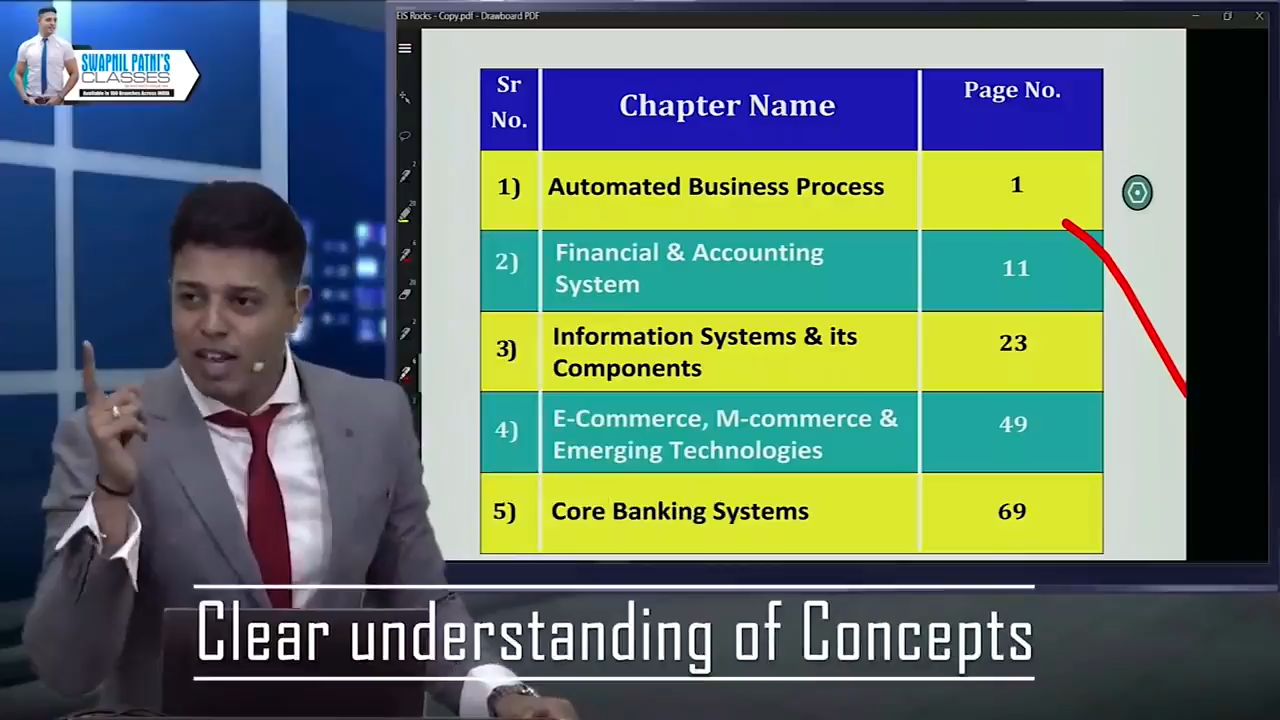 EIS Rocks - Copy.pdf - Drawboard PDF
SWAPNIL PATNI'S
CLASSES
Sr
No.
Chapter Name
Page No.
1)
Automated Business Process
1
2)
Financial & Accounting
System
11
3)
Information Systems & its
Components
23
4)
E-Commerce, M-commerce &
Emerging Technologies
49
5)
Core Banking Systems
69
Clear understanding of Concepts